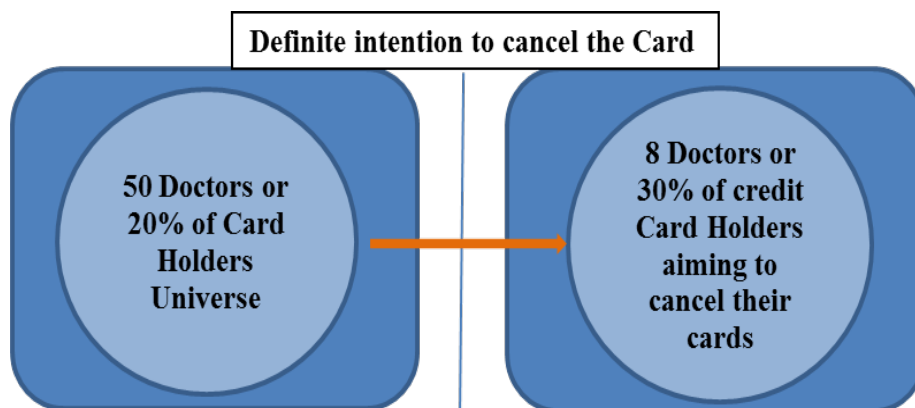 Definite intention to cancel the Card
50 Doctors or
20% of Card
Holders
Universe
8 Doctors or
30% of credit
Card Holders
aiming to
cancel their
cards